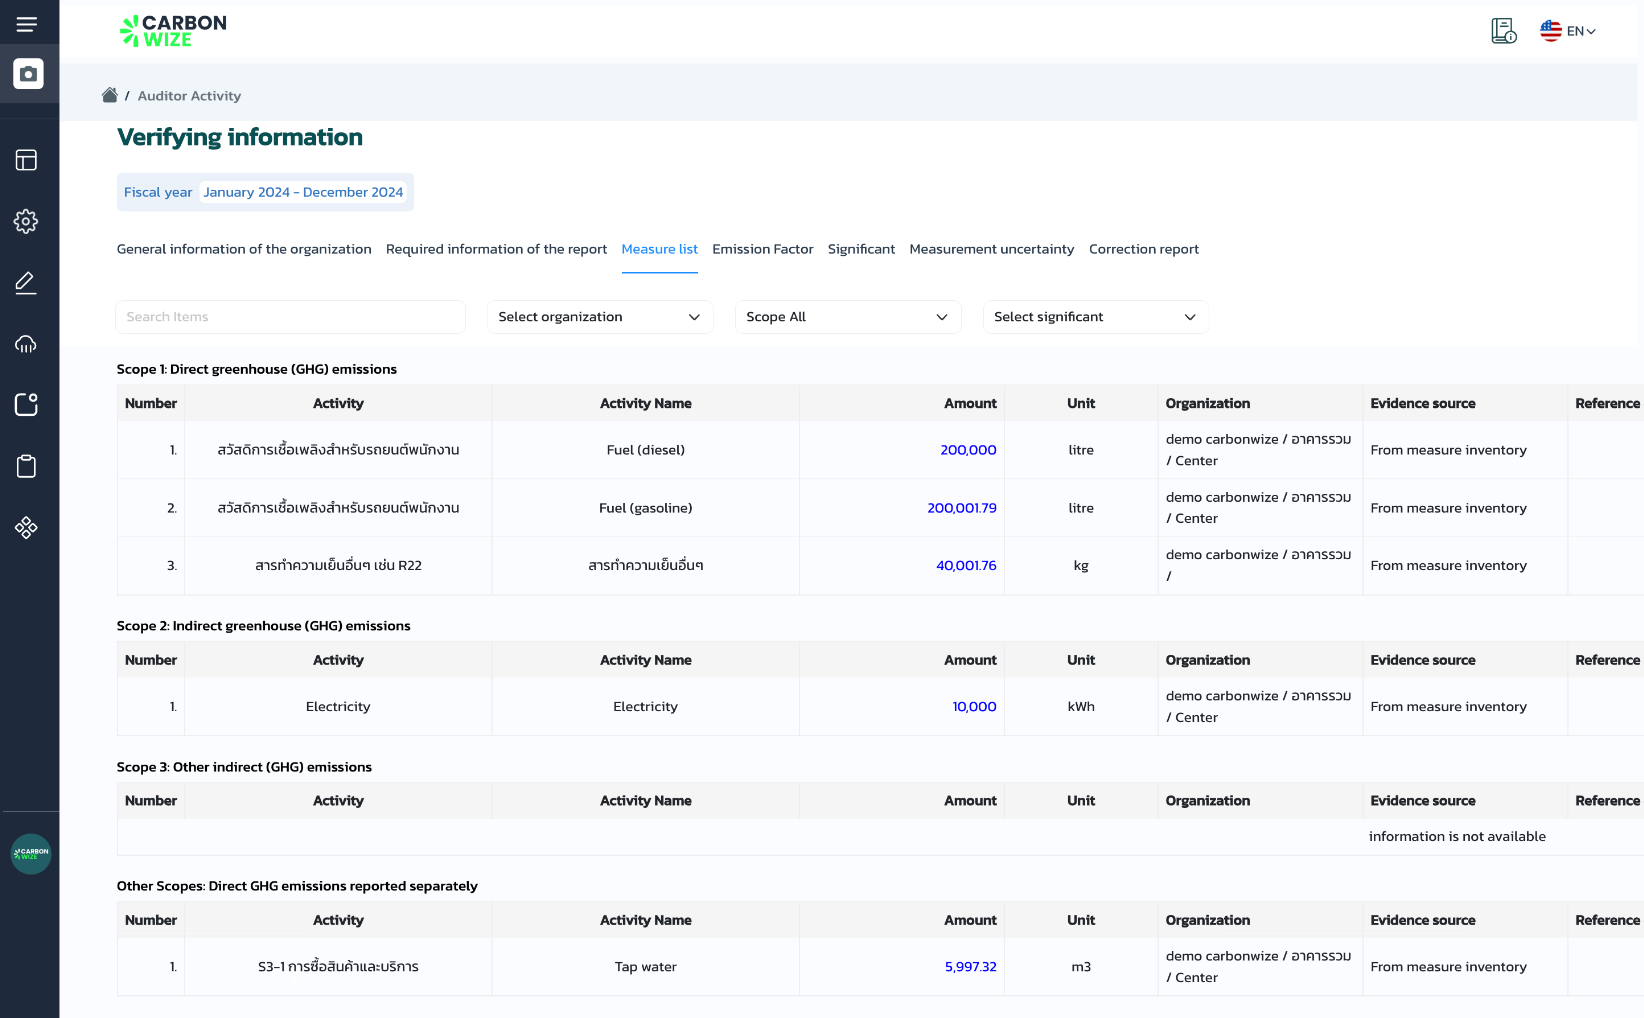 CARBON
WIZE
EN
/ Auditor Activity
Verifying information
Fiscal year January 2024 - December 2024
General information of the organization Required information of the report Measure list Emission Factor Significant Measurement uncertainty Correction report
Search Items Select organization Scope All Select significant
Scope 1: Direct greenhouse (GHG) emissions
Number Activity Activity Name Amount Unit Organization Evidence source Reference
1. สวัสดิการเชื้อเพลิงสำหรับรถยนต์พนักงาน Fuel (diesel) 200,000 litre demo carbonwize / อาคารรวม / Center From measure inventory
2. สวัสดิการเชื้อเพลิงสำหรับรถยนต์พนักงาน Fuel (gasoline) 200,001.79 litre demo carbonwize / อาคารรวม / Center From measure inventory
3. สารทำความเย็นอื่นๆ เช่น R22 สารทำความเย็นอื่นๆ 40,001.76 kg demo carbonwize / อาคารรวม / From measure inventory
Scope 2: Indirect greenhouse (GHG) emissions
Number Activity Activity Name Amount Unit Organization Evidence source Reference
1. Electricity Electricity 10,000 kWh demo carbonwize / อาคารรวม / Center From measure inventory
Scope 3: Other indirect (GHG) emissions
Number Activity Activity Name Amount Unit Organization Evidence source Reference
information is not available
CARBON
WIZE
Other Scopes: Direct GHG emissions reported separately
Number Activity Activity Name Amount Unit Organization Evidence source Reference
1. S3-1 การซื้อสินค้าและบริการ Tap water 5,997.32 m3 demo carbonwize / อาคารรวม / Center From measure inventory